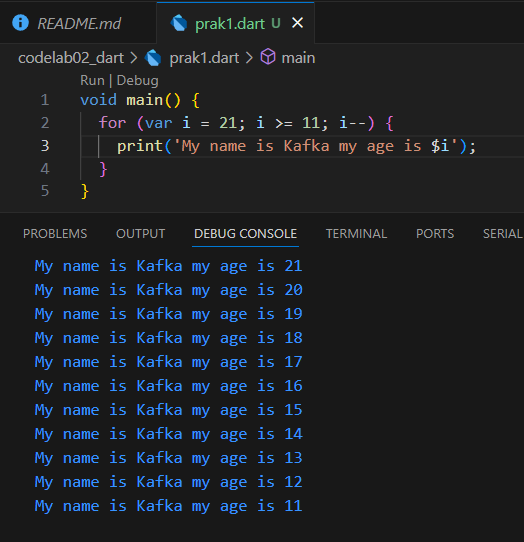 README.md prak1.dart U
codelab02_dart > prak1.dart > main
Run | Debug
1 void main() {
2 for (var i = 21; i >= 11; i--) {
3 print('My name is Kafka my age is $i');
4 }
5 }
PROBLEMS OUTPUT DEBUG CONSOLE TERMINAL PORTS SERIAL
My name is Kafka my age is 21
My name is Kafka my age is 20
My name is Kafka my age is 19
My name is Kafka my age is 18
My name is Kafka my age is 17
My name is Kafka my age is 16
My name is Kafka my age is 15
My name is Kafka my age is 14
My name is Kafka my age is 13
My name is Kafka my age is 12
My name is Kafka my age is 11